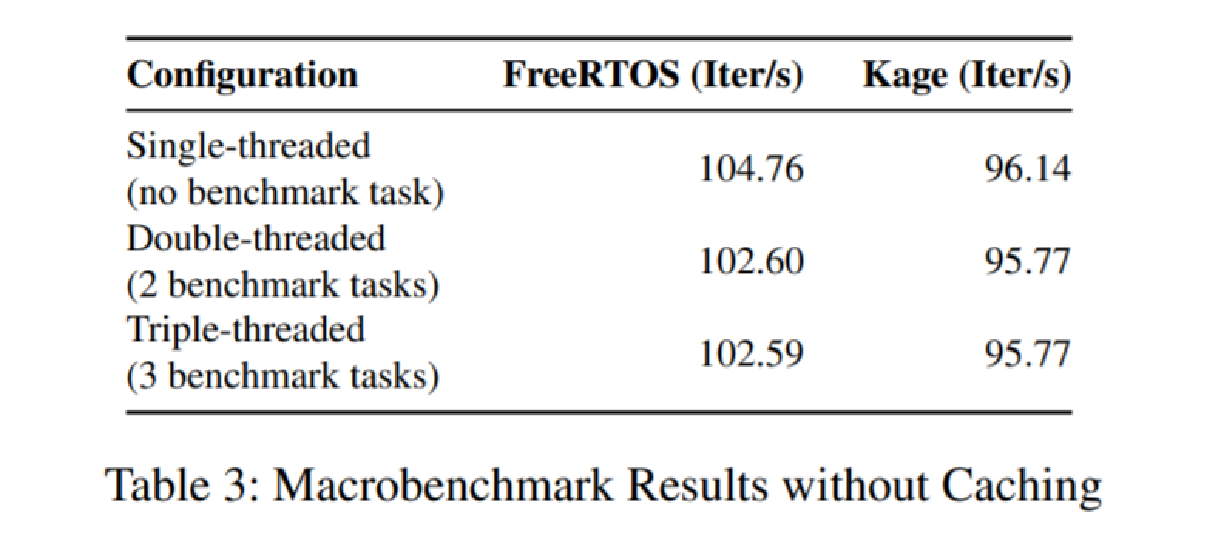 Configuration FreeRTOS (Iter/s) Kage (Iter/s)
Single-threaded
(no benchmark task) 104.76 96.14
Double-threaded
(2 benchmark tasks) 102.60 95.77
Triple-threaded
(3 benchmark tasks) 102.59 95.77
Table 3: Macrobenchmark Results without Caching